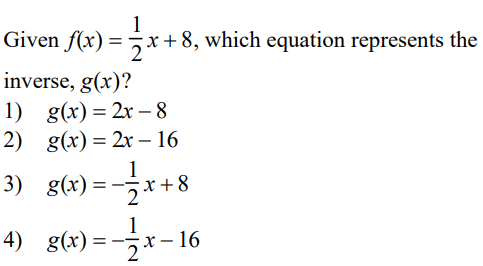 Given f(x) = 1/2 x + 8, which equation represents the
inverse, g(x)?
1) g(x) = 2x – 8
2) g(x) = 2x – 16
3) g(x) = –1/2 x + 8
4) g(x) = –1/2 x – 16